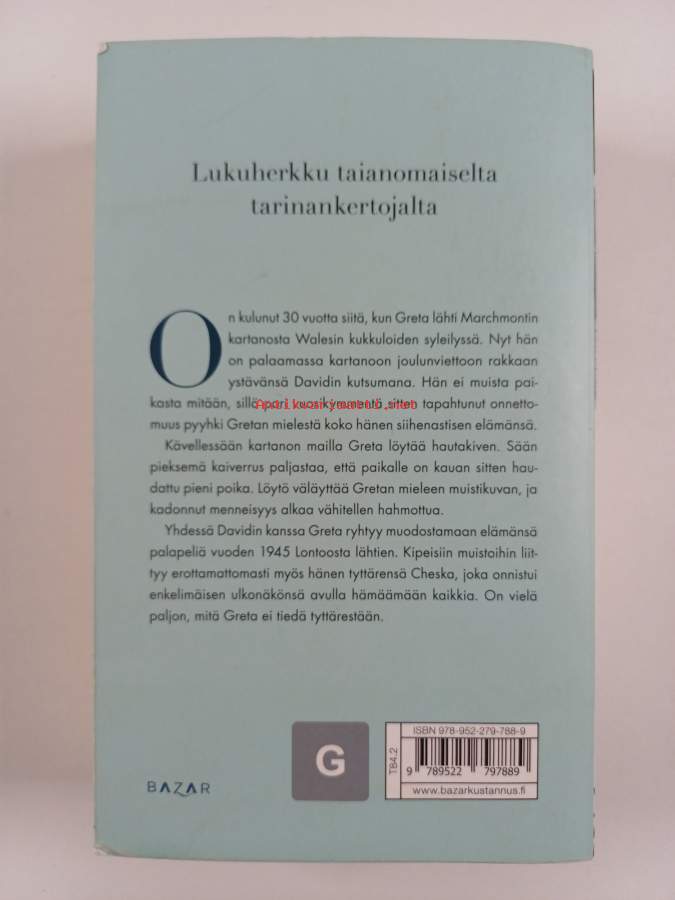 Lukuherkku taianomaiselta
tarinankertojalta
On kulunut 30 vuotta siitä, kun Greta lähti Marchmontin
kartanosta Walesin kukkuloiden syleilyssä. Nyt hän
on palaamassa kartanoon joulunviettoon rakkaan
ystävänsä Davidin kutsumana. Hän ei muista pai-
kasta mitään, sillä pari vuosikymmentä sitten tapahtunut onnetto-
Antikvariaatti.net
muus pyyhki Gretan mielestä koko hänen siihenastisen elämänsä.
Kävellessään kartanon mailla Greta löytää hautakiven. Sään
pieksemä kaiverrus paljastaa, että paikalle on kauan sitten hau-
dattu pieni poika. Löytö väläyttää Gretan mieleen muistikuvan, ja
kadonnut menneisyys alkaa vähitellen hahmottua.
Yhdessä Davidin kanssa Greta ryhtyy muodostamaan elämänsä
palapeliä vuoden 1945 Lontoosta lähtien. Kipeisiin muistoihin liit-
tyy erottamattomasti myös hänen tyttärensä Cheska, joka onnistui
enkelimäisen ulkonäkönsä avulla hämäämään kaikkia. On vielä
paljon, mitä Greta ei tiedä tyttärestään.
BAZAR
G
T84.2
ISBN 978-952-279-788-9
9 789522 797889
www.bazarkustannus.fi